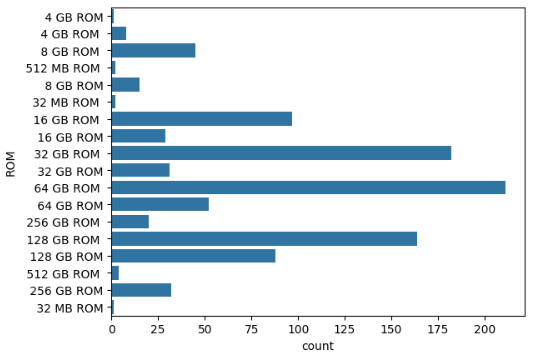 4 GB ROM
4 GB ROM
8 GB ROM
512 MB ROM
8 GB ROM
32 MB ROM
16 GB ROM
16 GB ROM
32 GB ROM
32 GB ROM
64 GB ROM
64 GB ROM
256 GB ROM
128 GB ROM
128 GB ROM
512 GB ROM
256 GB ROM
32 MB ROM
ROM
0 25 50 75 100 125 150 175 200
count